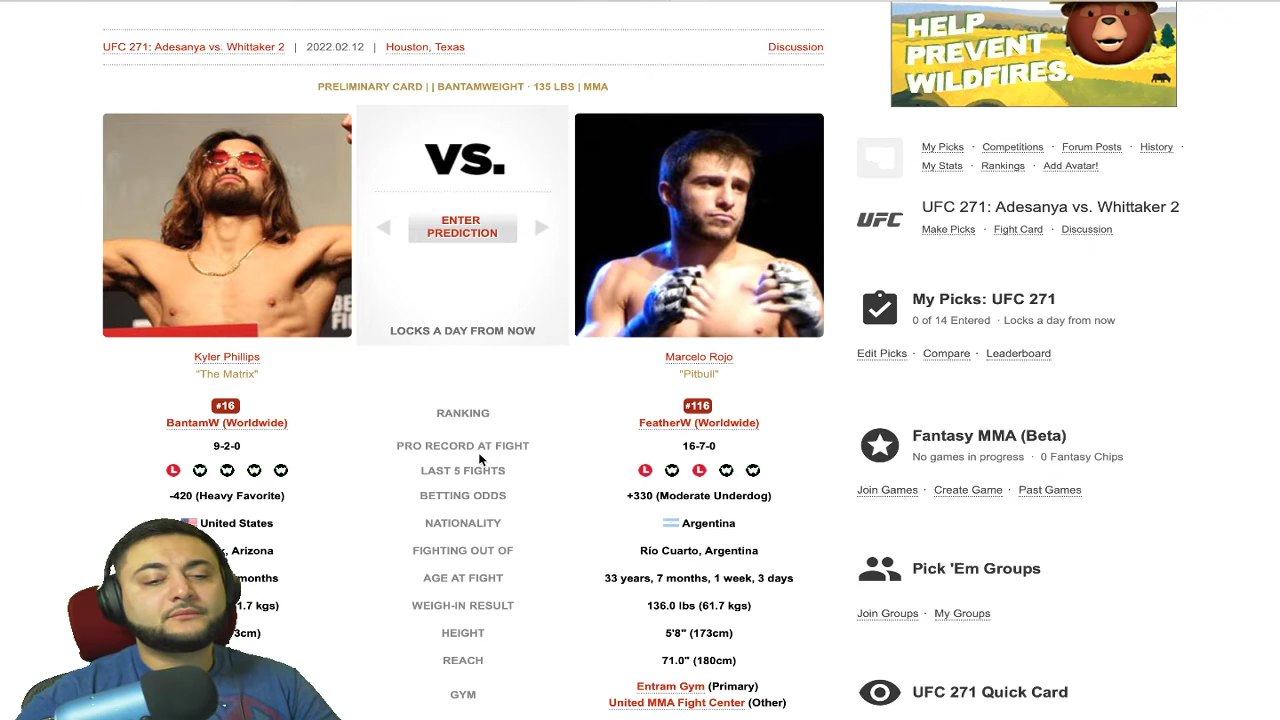 UFC 271: Adesanya vs. Whittaker 2 | 2022.02.12 | Houston, Texas
Discussion
PRELIMINARY CARD | | BANTAMWEIGHT · 135 LBS | MMA
VS.
ENTER
PREDICTION
LOCKS A DAY FROM NOW
Kyler Phillips
"The Matrix"
Marcelo Rojo
"Pitbull"
#16
BantamW (Worldwide)
RANKING
#116
FeatherW (Worldwide)
9-2-0 PRO RECORD AT FIGHT 16-7-0
L W W W W LAST 5 FIGHTS L W L W W
-420 (Heavy Favorite) BETTING ODDS +330 (Moderate Underdog)
United States NATIONALITY Argentina
, Arizona FIGHTING OUT OF Río Cuarto, Argentina
months AGE AT FIGHT 33 years, 7 months, 1 week, 3 days
1.7 kgs) WEIGH-IN RESULT 136.0 lbs (61.7 kgs)
3cm) HEIGHT 5'8" (173cm)
REACH 71.0" (180cm)
GYM
Entram Gym (Primary)
United MMA Fight Center (Other)
HELP
PREVENT
WILDFIRES.
My Picks · Competitions · Forum Posts · History ·
My Stats · Rankings · Add Avatar!
UFC
UFC 271: Adesanya vs. Whittaker 2
Make Picks · Fight Card · Discussion
My Picks: UFC 271
0 of 14 Entered · Locks a day from now
Edit Picks · Compare · Leaderboard
Fantasy MMA (Beta)
No games in progress · 0 Fantasy Chips
Join Games · Create Game · Past Games
Pick 'Em Groups
Join Groups · My Groups
UFC 271 Quick Card